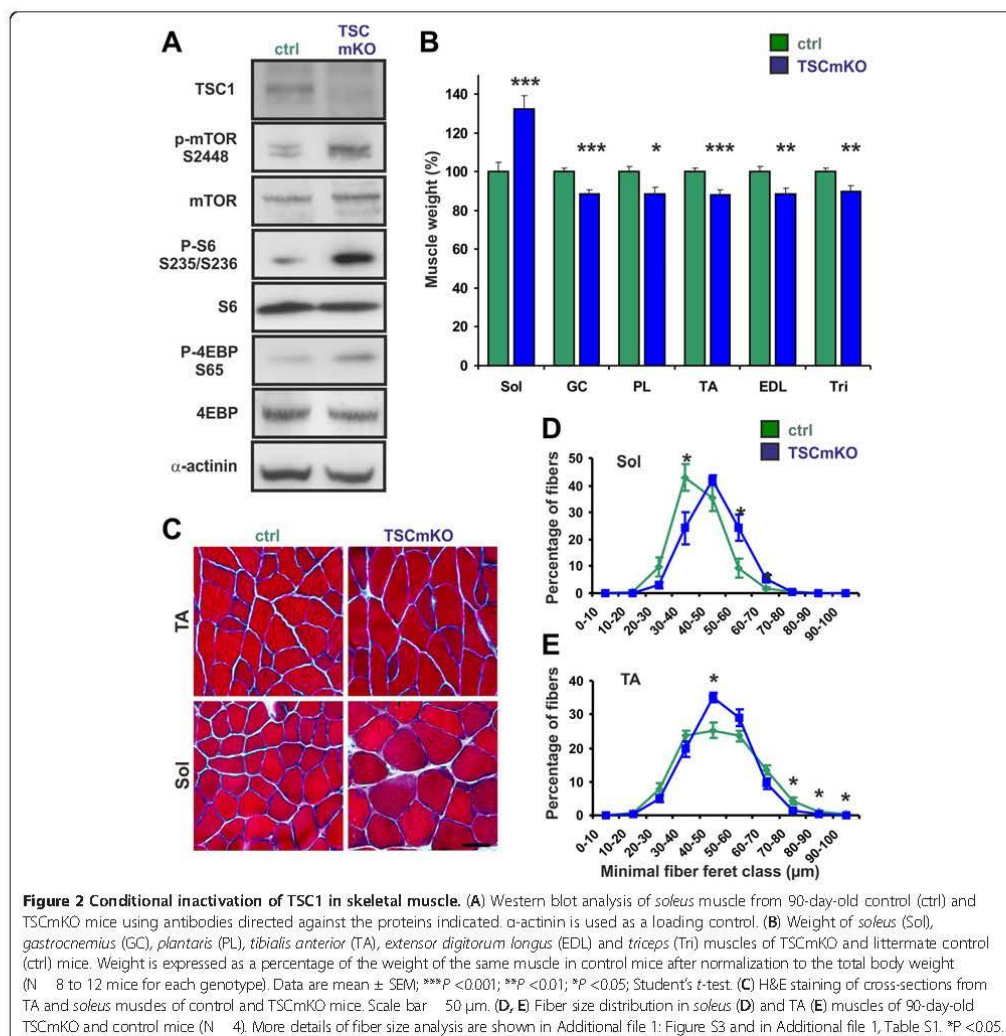 A
ctrl
TSC
mKO
TSC1
p-mTOR
S2448
mTOR
P-S6
S235/S236
S6
P-4EBP
S65
4EBP
α-actinin
B
ctrl
TSCmKO
Muscle weight (%)
140
120
100
80
60
40
20
0
***
***
*
***
**
**
Sol
GC
PL
TA
EDL
Tri
C
ctrl
TSCmKO
TA
Sol
D
ctrl
TSCmKO
Sol
Percentage of fibers
50
40
30
20
10
0
*
*
*
0-10
10-20
20-30
30-40
40-50
50-60
60-70
70-80
80-90
90-100
E
TA
Percentage of fibers
40
30
20
10
0
*
*
*
*
0-10
10-20
20-30
30-40
40-50
50-60
60-70
70-80
80-90
90-100
Minimal fiber feret class (µm)
Figure 2 Conditional inactivation of TSC1 in skeletal muscle. (A) Western blot analysis of soleus muscle from 90-day-old control (ctrl) and
TSCmKO mice using antibodies directed against the proteins indicated. α-actinin is used as a loading control. (B) Weight of soleus (Sol),
gastrocnemius (GC), plantaris (PL), tibialis anterior (TA), extensor digitorum longus (EDL) and triceps (Tri) muscles of TSCmKO and littermate control
(ctrl) mice. Weight is expressed as a percentage of the weight of the same muscle in control mice after normalization to the total body weight
(N 8 to 12 mice for each genotype). Data are mean ± SEM; ***P <0.001; **P <0.01; *P <0.05; Student's t-test. (C) H&E staining of cross-sections from
TA and soleus muscles of control and TSCmKO mice. Scale bar 50 µm. (D, E) Fiber size distribution in soleus (D) and TA (E) muscles of 90-day-old
TSCmKO and control mice (N 4). More details of fiber size analysis are shown in Additional file 1: Figure S3 and in Additional file 1, Table S1. *P <0.03.